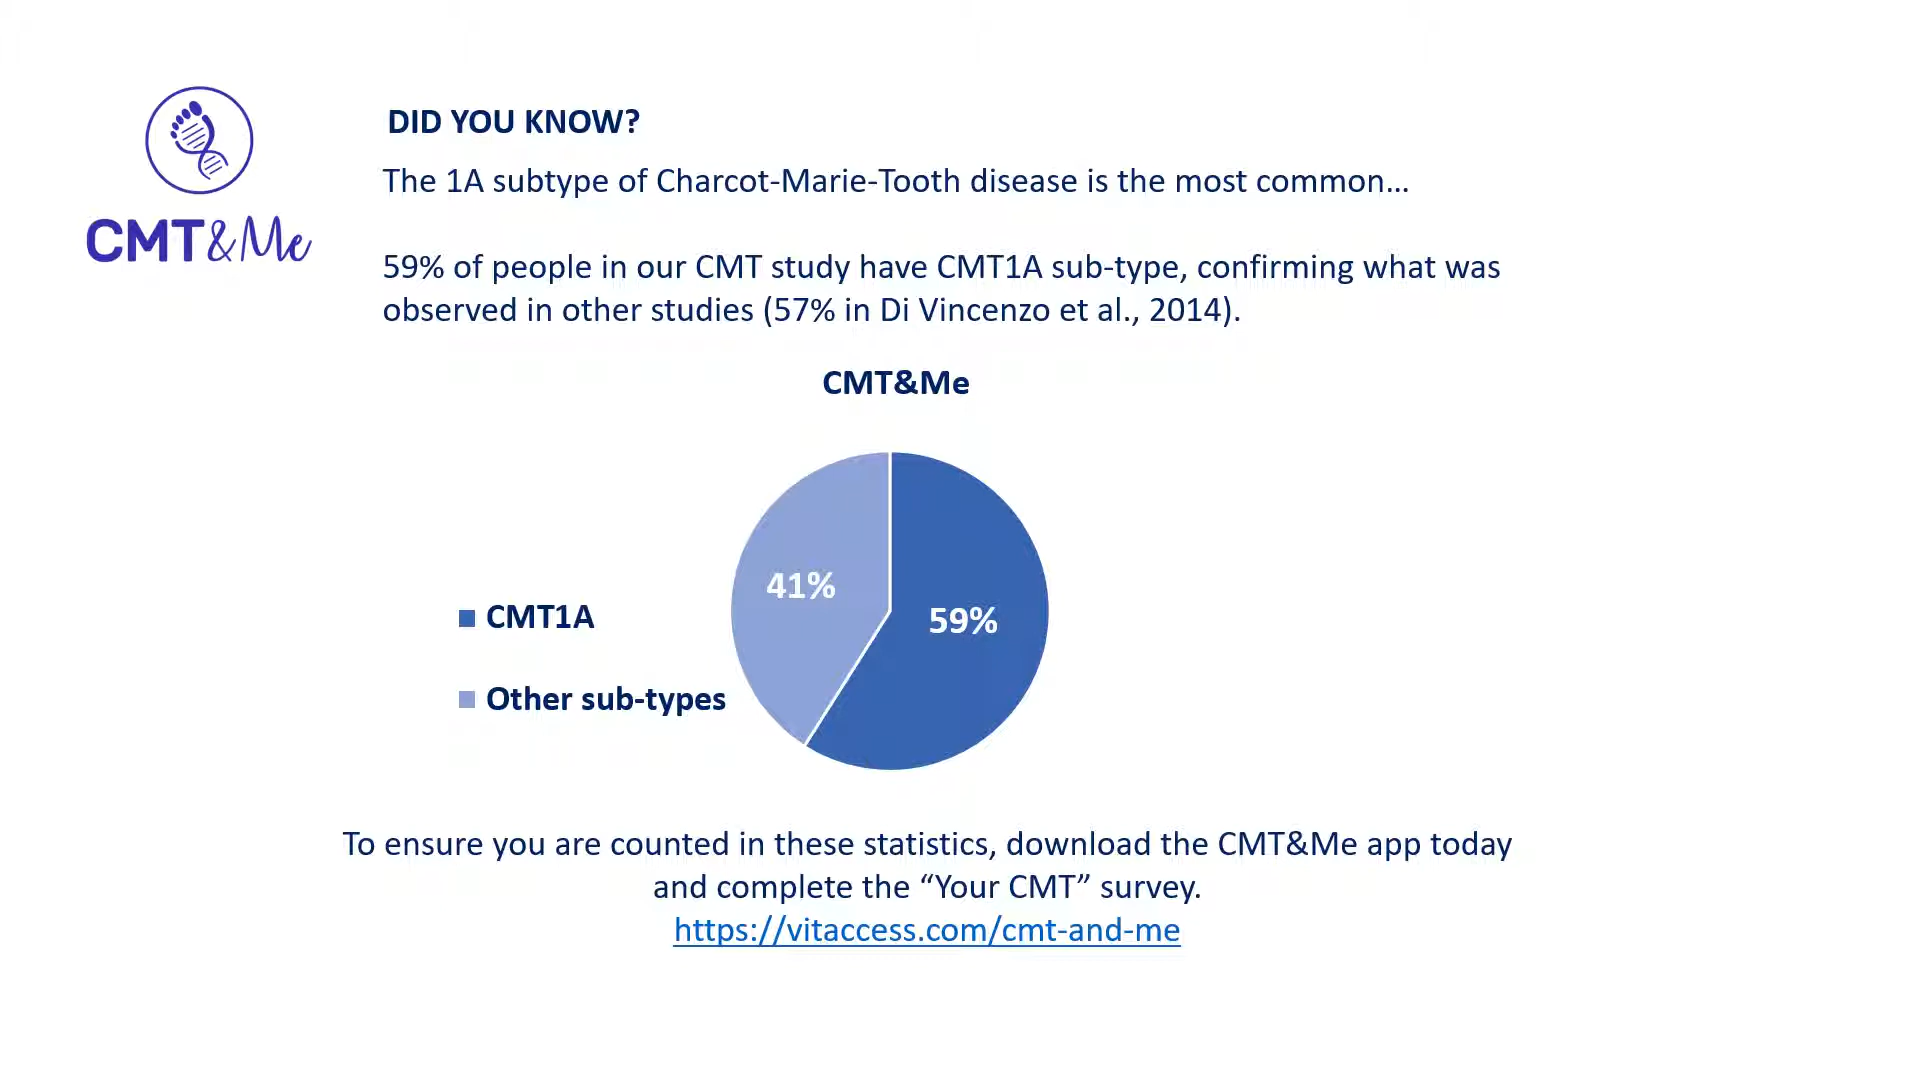 CMT&Me
DID YOU KNOW?
The 1A subtype of Charcot-Marie-Tooth disease is the most common…
59% of people in our CMT study have CMT1A sub-type, confirming what was
observed in other studies (57% in Di Vincenzo et al., 2014).
CMT&Me
41%
59%
CMT1A
Other sub-types
To ensure you are counted in these statistics, download the CMT&Me app today
and complete the “Your CMT” survey.
https://vitaccess.com/cmt-and-me